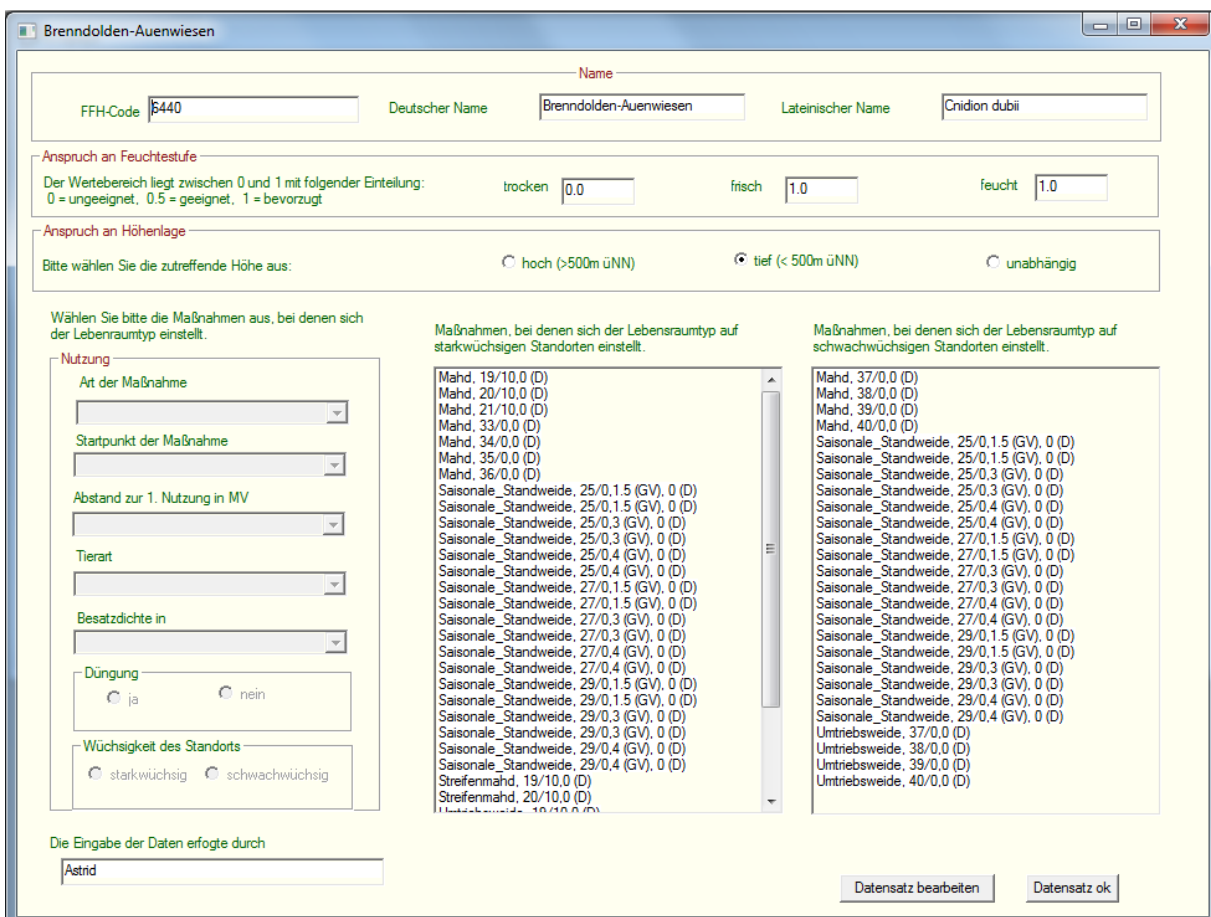 Brenndolden-Auenwiesen
Name
FFH-Code 6440 Deutscher Name Brenndolden-Auenwiesen Lateinischer Name Cnidion dubii
Anspruch an Feuchtestufe
Der Wertebereich liegt zwischen 0 und 1 mit folgender Einteilung:
0 = ungeeignet, 0.5 = geeignet, 1 = bevorzugt
trocken 0.0 frisch 1.0 feucht 1.0
Anspruch an Höhenlage
Bitte wählen Sie die zutreffende Höhe aus: hoch (>500m üNN) tief (< 500m üNN) unabhängig
Wählen Sie bitte die Maßnahmen aus, bei denen sich
der Lebenraumtyp einstellt.
Nutzung
Art der Maßnahme
Startpunkt der Maßnahme
Abstand zur 1. Nutzung in MV
Tierart
Besatzdichte in
Düngung
ja nein
Wüchsigkeit des Standorts
starkwüchsig schwachwüchsig
Die Eingabe der Daten erfogte durch
Astrid
Maßnahmen, bei denen sich der Lebensraumtyp auf
starkwüchsigen Standorten einstellt.
Mahd, 19/10,0 (D)
Mahd, 20/10,0 (D)
Mahd, 21/10,0 (D)
Mahd, 33/0,0 (D)
Mahd, 34/0,0 (D)
Mahd, 35/0,0 (D)
Mahd, 36/0,0 (D)
Saisonale_Standweide, 25/0,1.5 (GV), 0 (D)
Saisonale_Standweide, 25/0,1.5 (GV), 0 (D)
Saisonale_Standweide, 25/0,3 (GV), 0 (D)
Saisonale_Standweide, 25/0,3 (GV), 0 (D)
Saisonale_Standweide, 25/0,4 (GV), 0 (D)
Saisonale_Standweide, 25/0,4 (GV), 0 (D)
Saisonale_Standweide, 27/0,1.5 (GV), 0 (D)
Saisonale_Standweide, 27/0,1.5 (GV), 0 (D)
Saisonale_Standweide, 27/0,3 (GV), 0 (D)
Saisonale_Standweide, 27/0,3 (GV), 0 (D)
Saisonale_Standweide, 27/0,4 (GV), 0 (D)
Saisonale_Standweide, 27/0,4 (GV), 0 (D)
Saisonale_Standweide, 29/0,1.5 (GV), 0 (D)
Saisonale_Standweide, 29/0,1.5 (GV), 0 (D)
Saisonale_Standweide, 29/0,3 (GV), 0 (D)
Saisonale_Standweide, 29/0,3 (GV), 0 (D)
Saisonale_Standweide, 29/0,4 (GV), 0 (D)
Saisonale_Standweide, 29/0,4 (GV), 0 (D)
Streifenmahd, 19/10,0 (D)
Streifenmahd, 20/10,0 (D)
Umtriebsweide, 19/10,0 (D)
Maßnahmen, bei denen sich der Lebensraumtyp auf
schwachwüchsigen Standorten einstellt.
Mahd, 37/0,0 (D)
Mahd, 38/0,0 (D)
Mahd, 39/0,0 (D)
Mahd, 40/0,0 (D)
Saisonale_Standweide, 25/0,1.5 (GV), 0 (D)
Saisonale_Standweide, 25/0,1.5 (GV), 0 (D)
Saisonale_Standweide, 25/0,3 (GV), 0 (D)
Saisonale_Standweide, 25/0,3 (GV), 0 (D)
Saisonale_Standweide, 25/0,4 (GV), 0 (D)
Saisonale_Standweide, 25/0,4 (GV), 0 (D)
Saisonale_Standweide, 27/0,1.5 (GV), 0 (D)
Saisonale_Standweide, 27/0,1.5 (GV), 0 (D)
Saisonale_Standweide, 27/0,3 (GV), 0 (D)
Saisonale_Standweide, 27/0,3 (GV), 0 (D)
Saisonale_Standweide, 27/0,4 (GV), 0 (D)
Saisonale_Standweide, 27/0,4 (GV), 0 (D)
Saisonale_Standweide, 29/0,1.5 (GV), 0 (D)
Saisonale_Standweide, 29/0,1.5 (GV), 0 (D)
Saisonale_Standweide, 29/0,3 (GV), 0 (D)
Saisonale_Standweide, 29/0,3 (GV), 0 (D)
Saisonale_Standweide, 29/0,4 (GV), 0 (D)
Saisonale_Standweide, 29/0,4 (GV), 0 (D)
Umtriebsweide, 37/0,0 (D)
Umtriebsweide, 38/0,0 (D)
Umtriebsweide, 39/0,0 (D)
Umtriebsweide, 40/0,0 (D)
Datensatz bearbeiten Datensatz ok